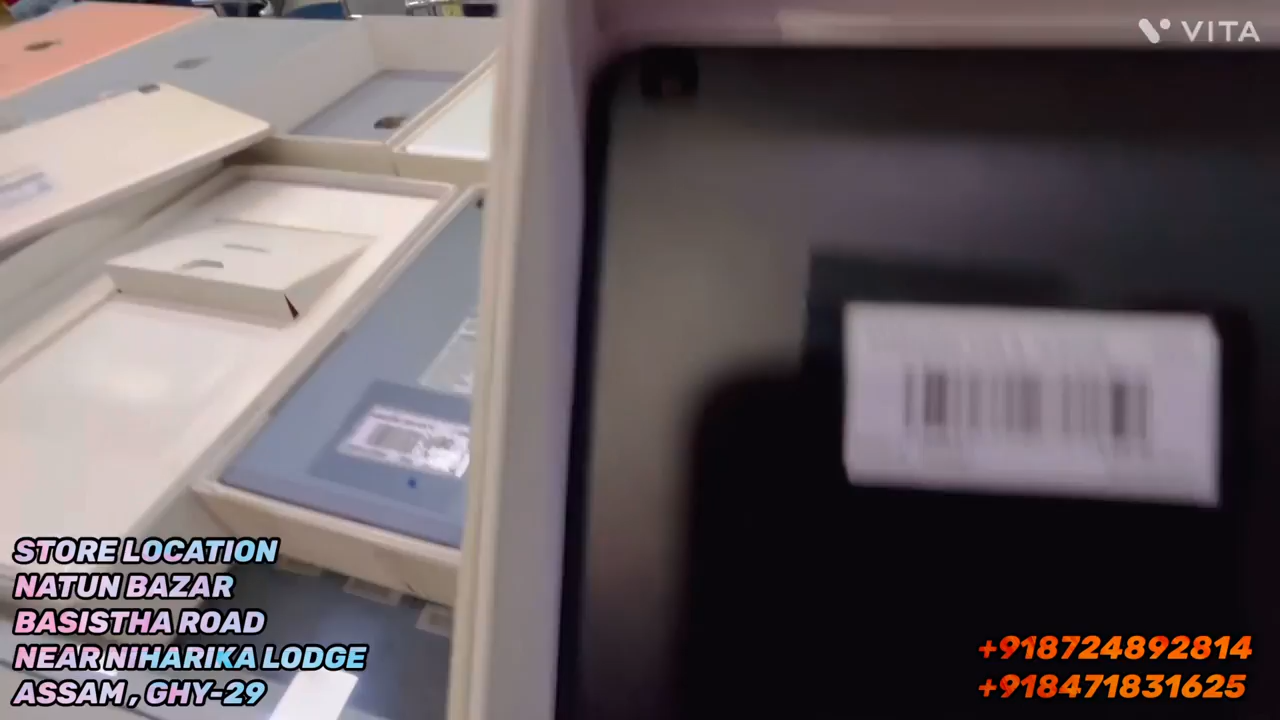 VITA
STORE LOCATION
NATUN BAZAR
BASISTHA ROAD
NEAR NIHARIKA LODGE
ASSAM , GHY-29
+918724892814
+918471831625